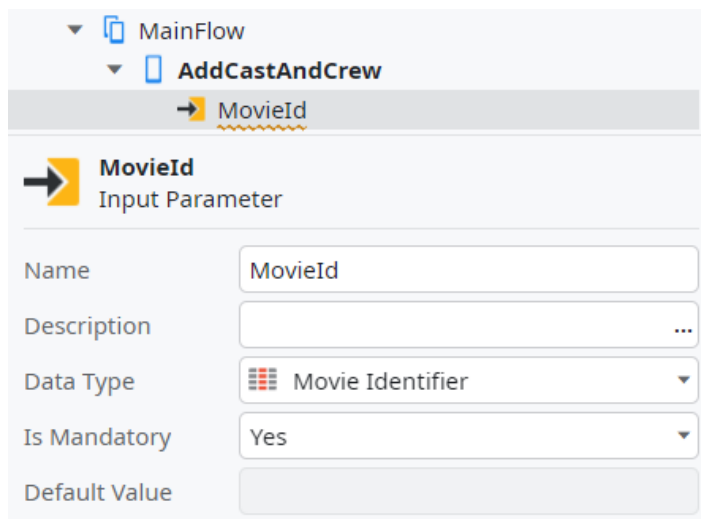 MainFlow
AddCastAndCrew
MovieId
MovieId
Input Parameter
Name MovieId
Description ...
Data Type Movie Identifier
Is Mandatory Yes
Default Value